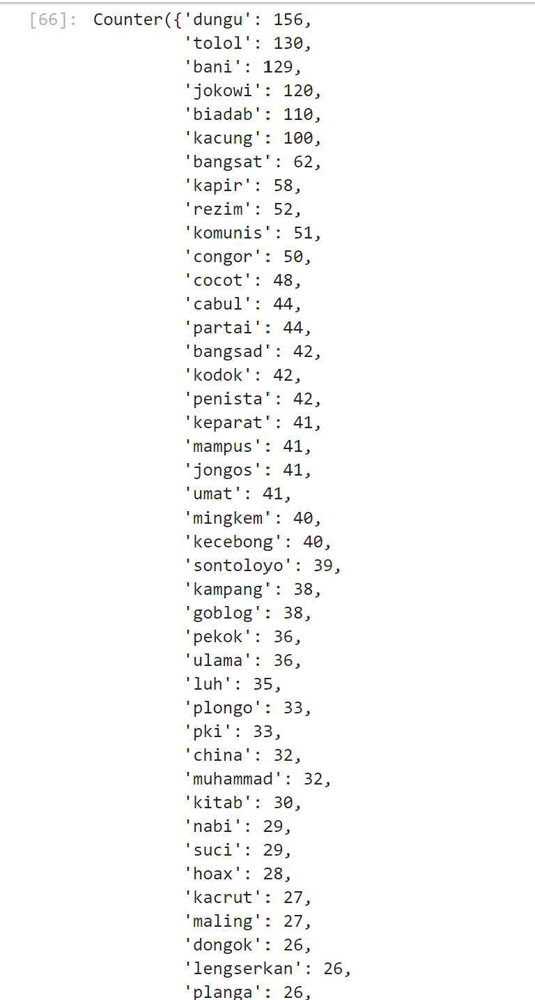 [66]: Counter({'dungu': 156,
'tolol': 130,
'bani': 129,
'jokowi': 120,
'biadab': 110,
'kacung': 100,
'bangsat': 62,
'kapir': 58,
'rezim': 52,
'komunis': 51,
'congor': 50,
'cocot': 48,
'cabul': 44,
'partai': 44,
'bangsad': 42,
'kodok': 42,
'penista': 42,
'keparat': 41,
'mampus': 41,
'jongos': 41,
'umat': 41,
'mingkem': 40,
'kecebong': 40,
'sontoloyo': 39,
'kampang': 38,
'goblog': 38,
'pekok': 36,
'ulama': 36,
'luh': 35,
'plongo': 33,
'pki': 33,
'china': 32,
'muhammad': 32,
'kitab': 30,
'nabi': 29,
'suci': 29,
'hoax': 28,
'kacrut': 27,
'maling': 27,
'dongok': 26,
'lengserkan': 26,
'planga': 26,